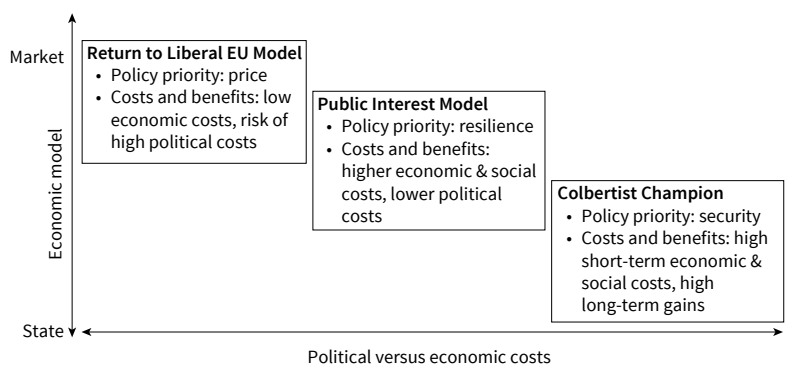 Market
Economic model
State
Return to Liberal EU Model
• Policy priority: price
• Costs and benefits: low
economic costs, risk of
high political costs
Public Interest Model
• Policy priority: resilience
• Costs and benefits:
higher economic & social
costs, lower political
costs
Colbertist Champion
• Policy priority: security
• Costs and benefits: high
short-term economic &
social costs, high
long-term gains
Political versus economic costs